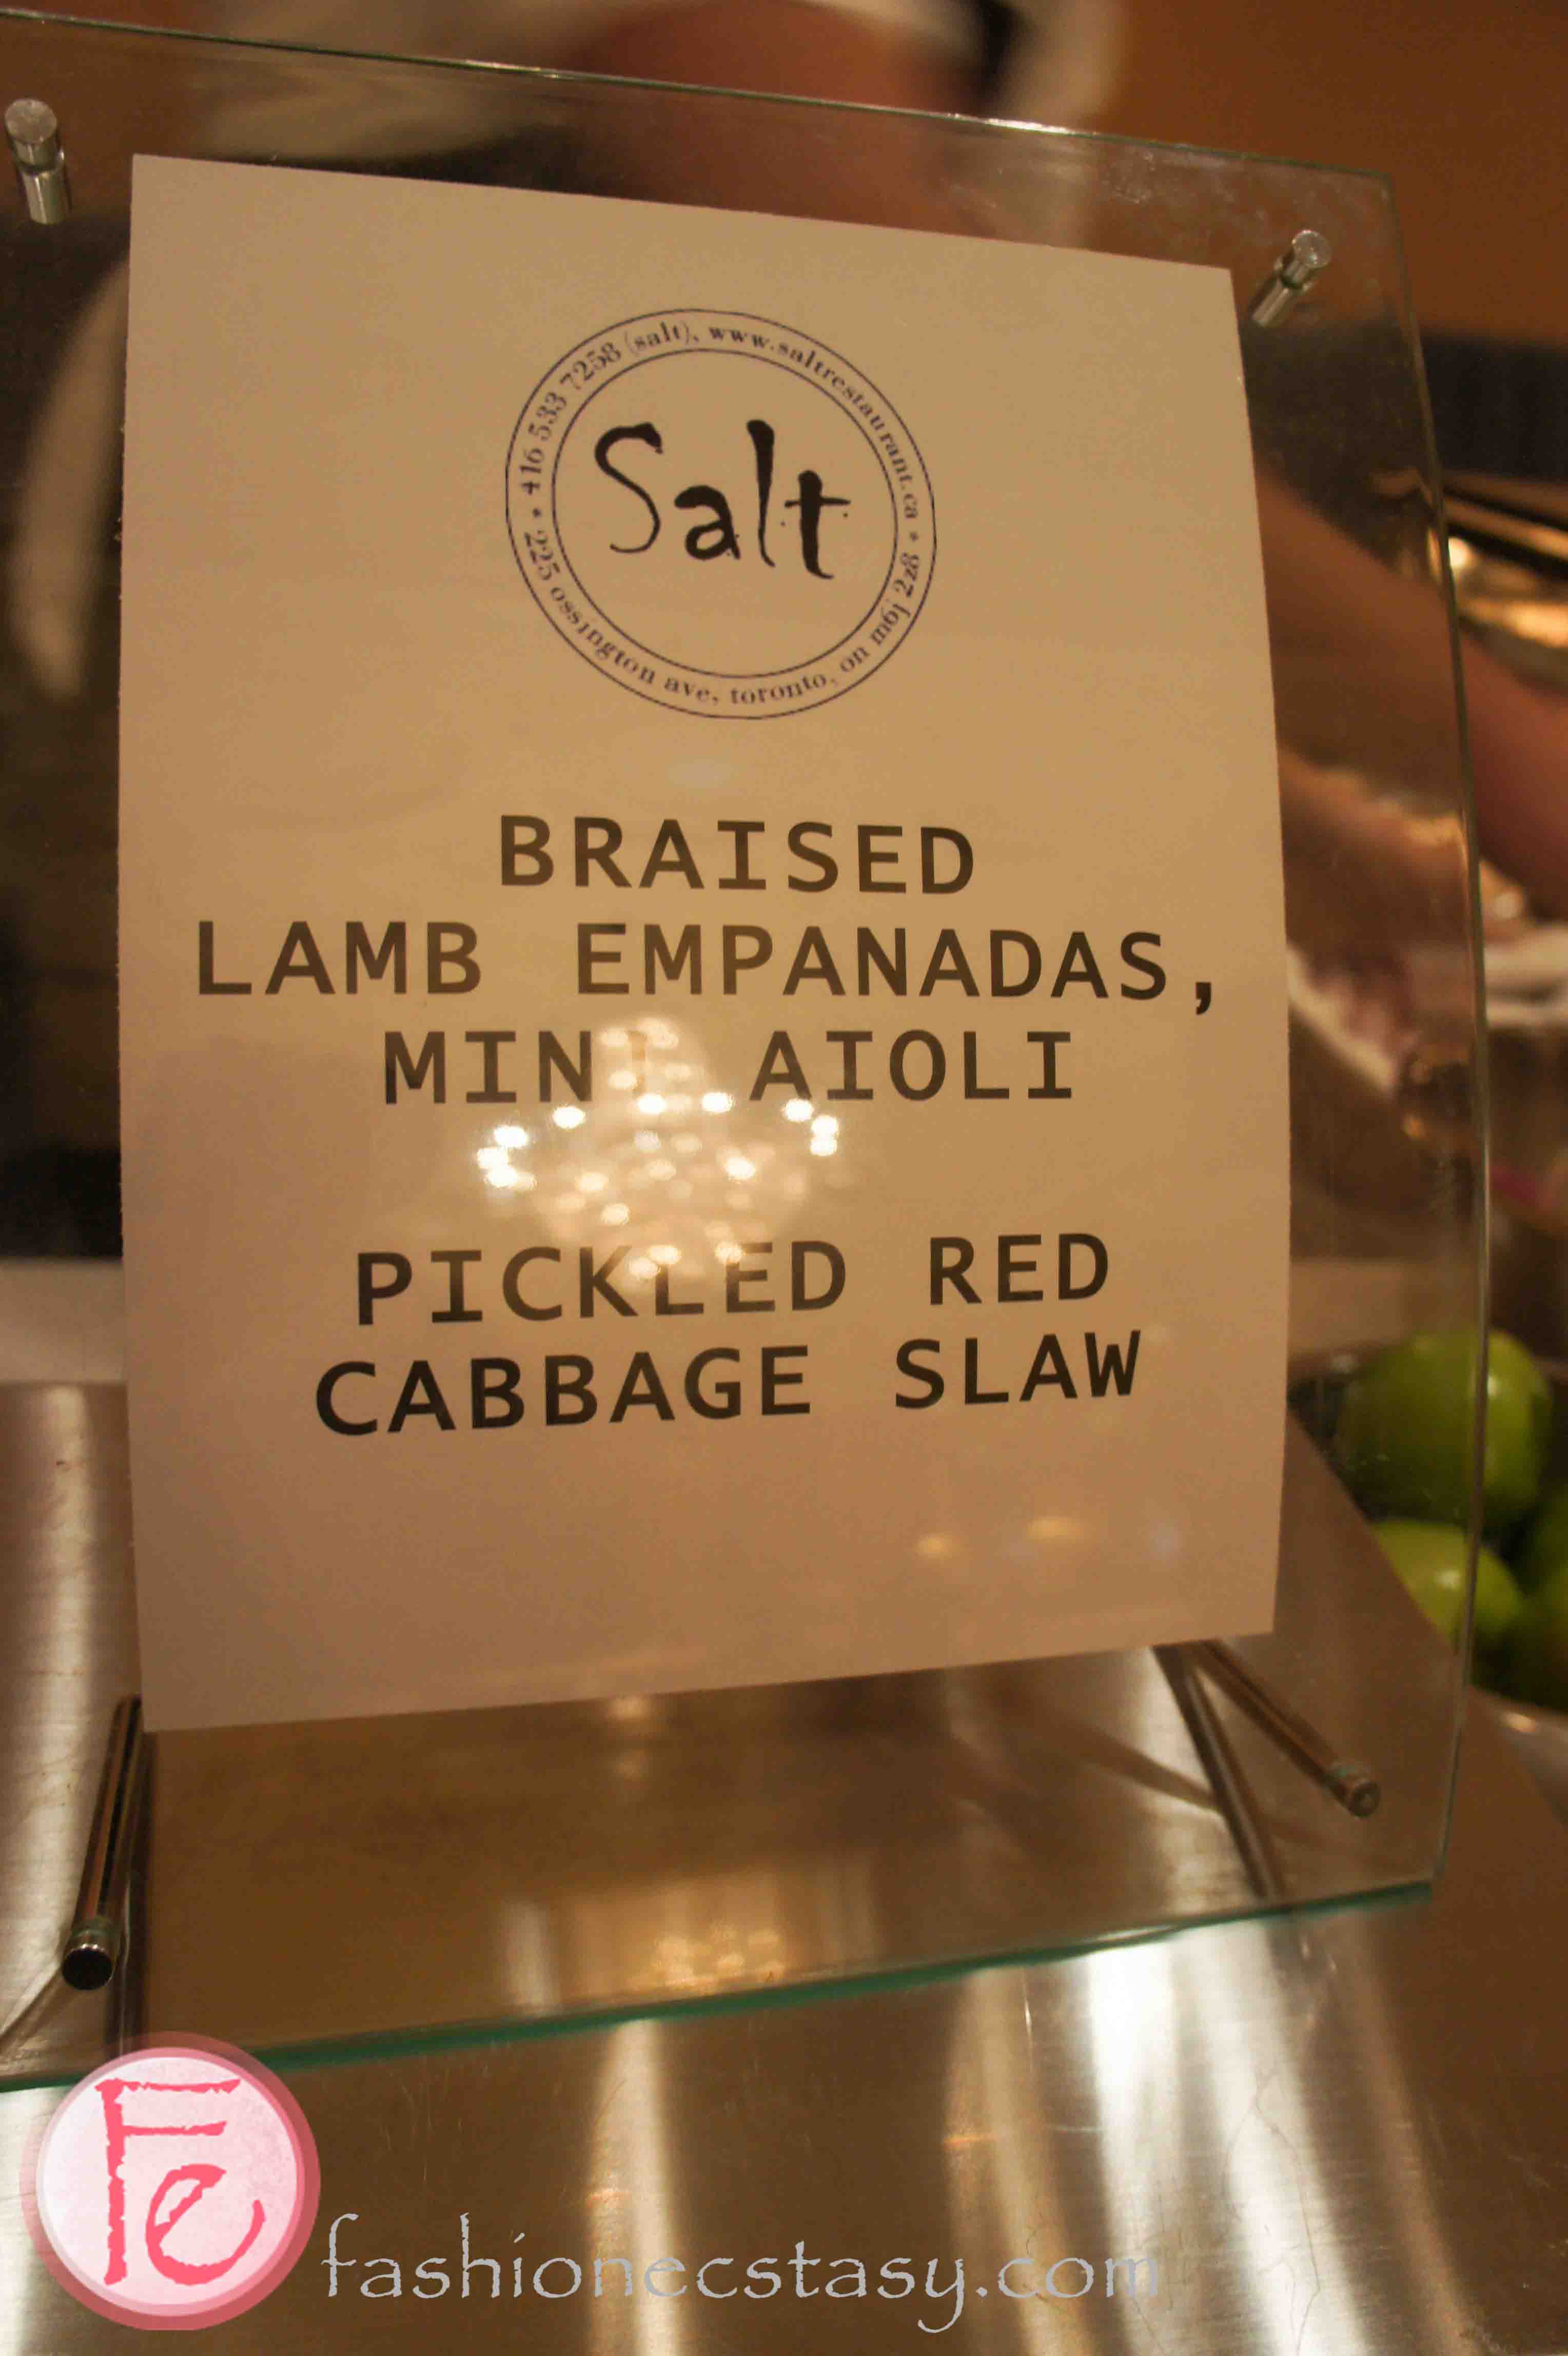 416 533 7258 (salt), www.saltrestaurant.ca *
225 ossington ave, toronto, on m6j 2z8 *
Salt
BRAISED
LAMB EMPANADAS,
MINT AIOLI
PICKLED RED
CABBAGE SLAW
Fe
fashionecstasy.com